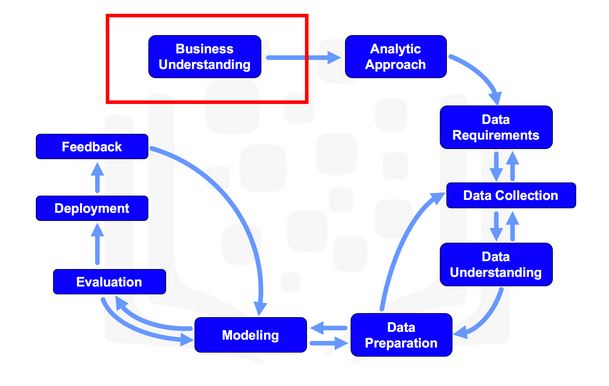 Business
Understanding
Analytic
Approach
Data
Requirements
Data Collection
Data
Understanding
Data
Preparation
Modeling
Evaluation
Deployment
Feedback